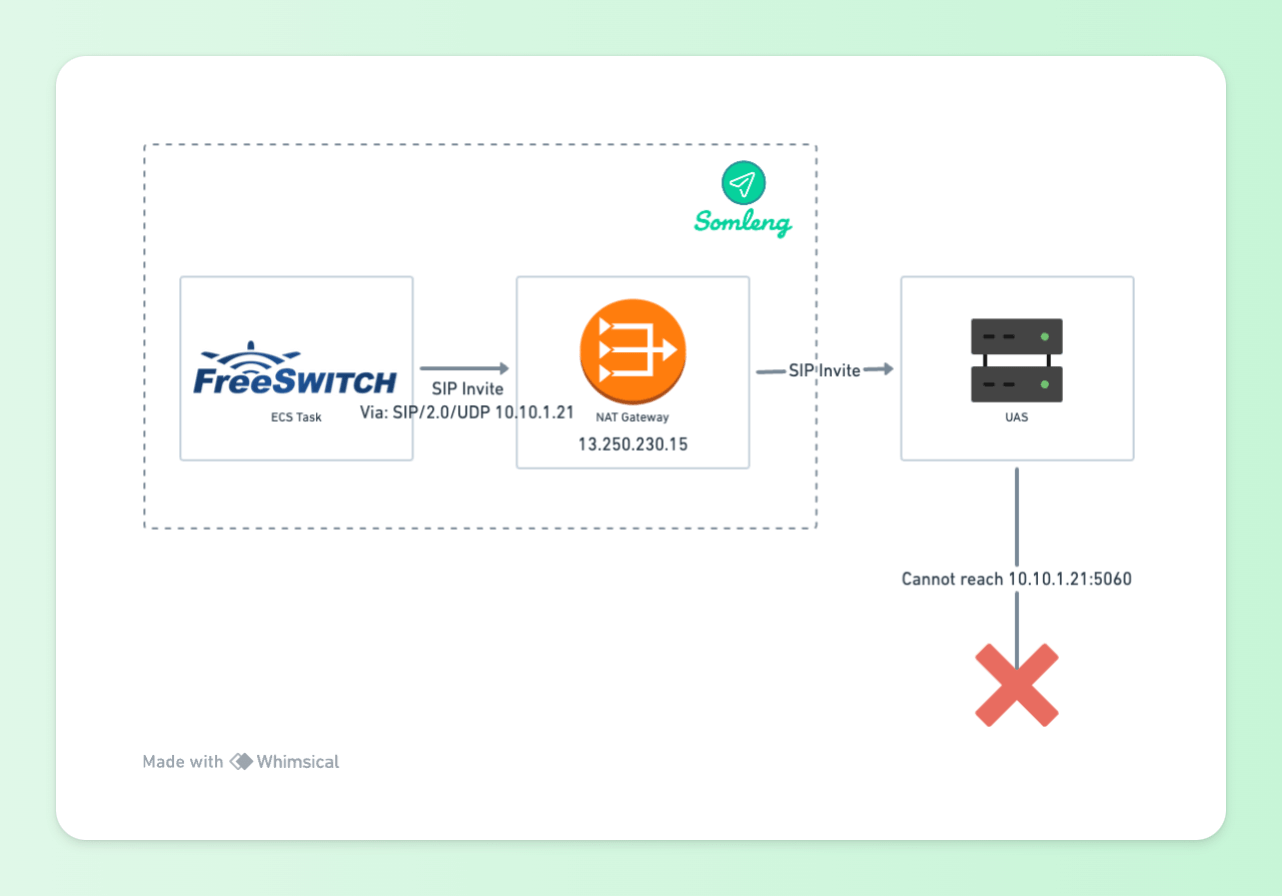 Somleng
FreeSWITCH
ECS Task
SIP Invite
Via: SIP/2.0/UDP 10.10.1.21
NAT Gateway
13.250.230.15
SIP Invite
UAS
Cannot reach 10.10.1.21:5060
Made with Whimsical